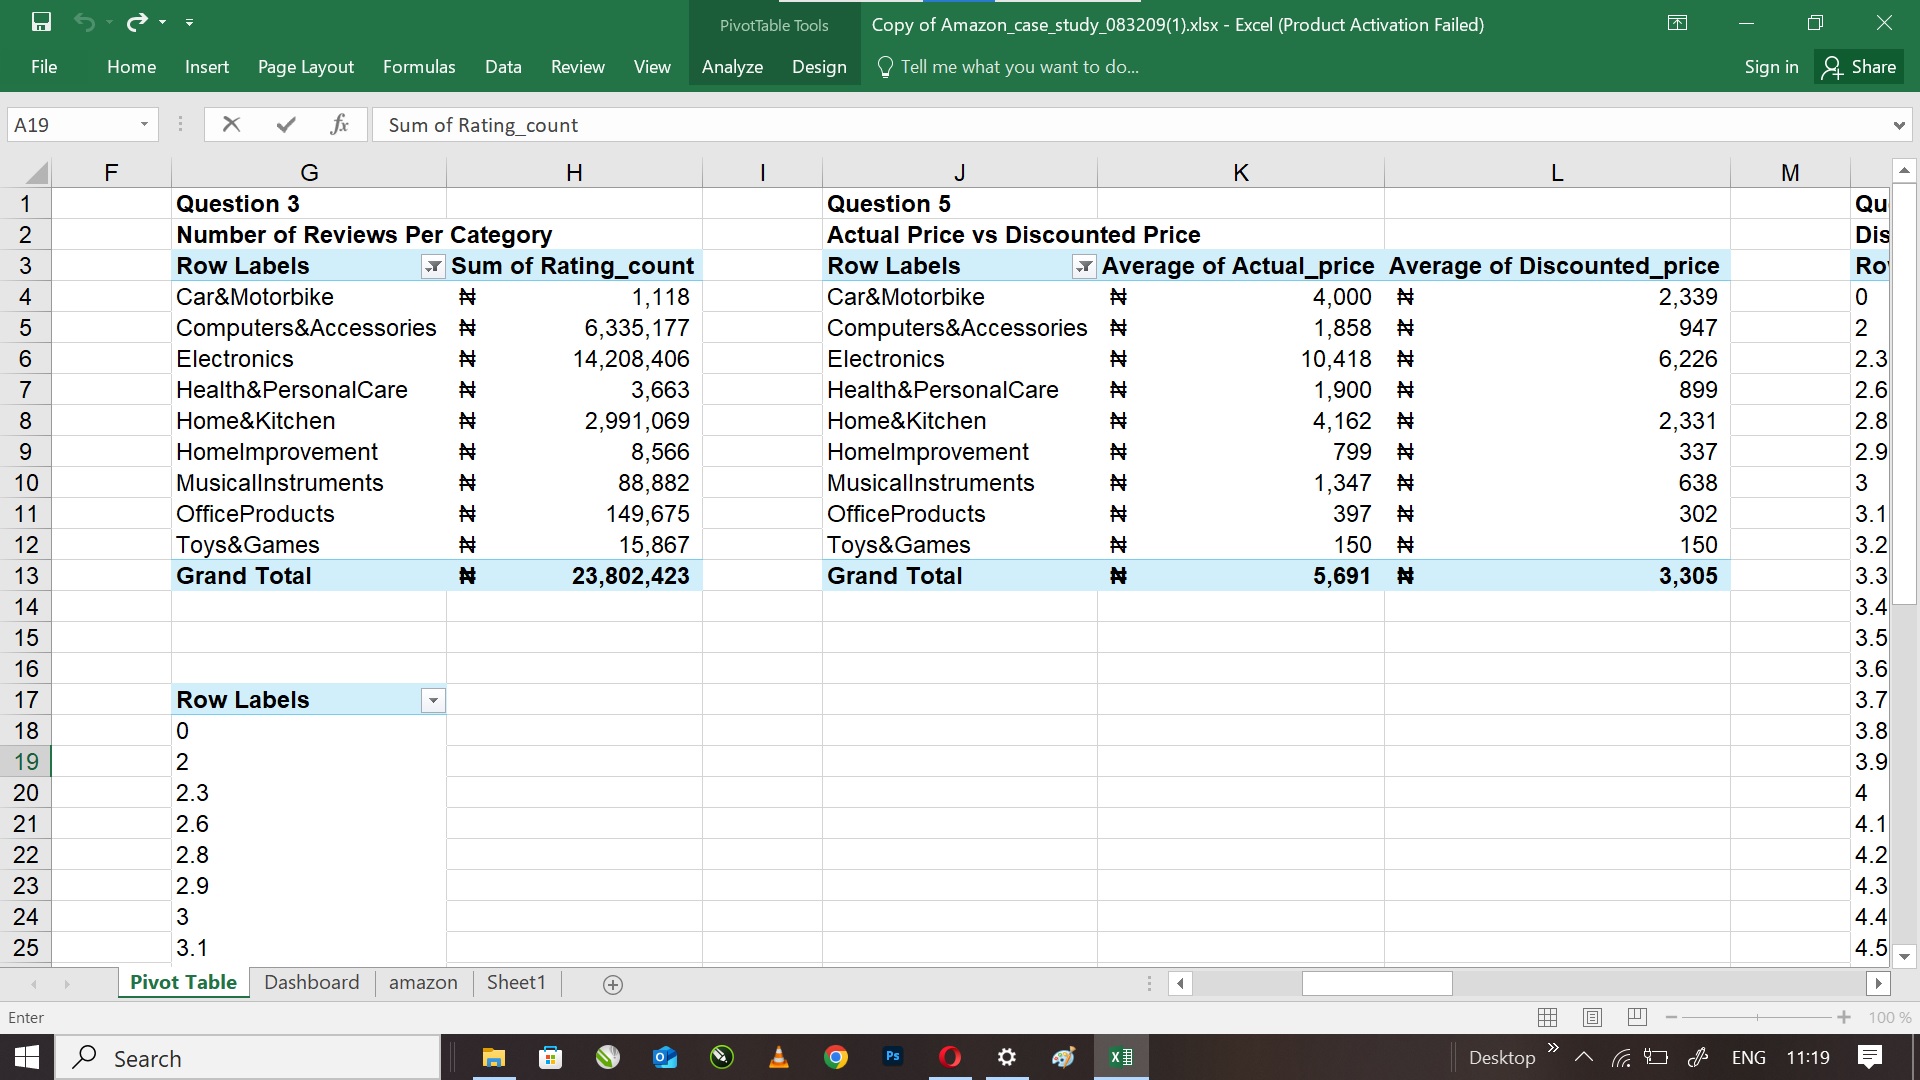 PivotTable Tools
Copy of Amazon_case_study_083209(1).xlsx - Excel (Product Activation Failed)
File Home Insert Page Layout Formulas Data Review View Analyze Design Tell me what you want to do... Sign in Share
A19 fx Sum of Rating_count
F G H I J K L M
1 Question 3 Question 5 Qu
2 Number of Reviews Per Category Actual Price vs Discounted Price Dis
3 Row Labels Sum of Rating_count Row Labels Average of Actual_price Average of Discounted_price Ro
4 Car&Motorbike ₦ 1,118 Car&Motorbike ₦ 4,000 ₦ 2,339 0
5 Computers&Accessories ₦ 6,335,177 Computers&Accessories ₦ 1,858 ₦ 947 2
6 Electronics ₦ 14,208,406 Electronics ₦ 10,418 ₦ 6,226 2.3
7 Health&PersonalCare ₦ 3,663 Health&PersonalCare ₦ 1,900 ₦ 899 2.6
8 Home&Kitchen ₦ 2,991,069 Home&Kitchen ₦ 4,162 ₦ 2,331 2.8
9 HomeImprovement ₦ 8,566 HomeImprovement ₦ 799 ₦ 337 2.9
10 MusicalInstruments ₦ 88,882 MusicalInstruments ₦ 1,347 ₦ 638 3
11 OfficeProducts ₦ 149,675 OfficeProducts ₦ 397 ₦ 302 3.1
12 Toys&Games ₦ 15,867 Toys&Games ₦ 150 ₦ 150 3.2
13 Grand Total ₦ 23,802,423 Grand Total ₦ 5,691 ₦ 3,305 3.3
14 3.4
15 3.5
16 3.6
17 Row Labels 3.7
18 0 3.8
19 2 3.9
20 2.3 4
21 2.6 4.1
22 2.8 4.2
23 2.9 4.3
24 3 4.4
25 3.1 4.5
Pivot Table Dashboard amazon Sheet1
Enter 100 %
Search Ps Desktop ENG 11:19